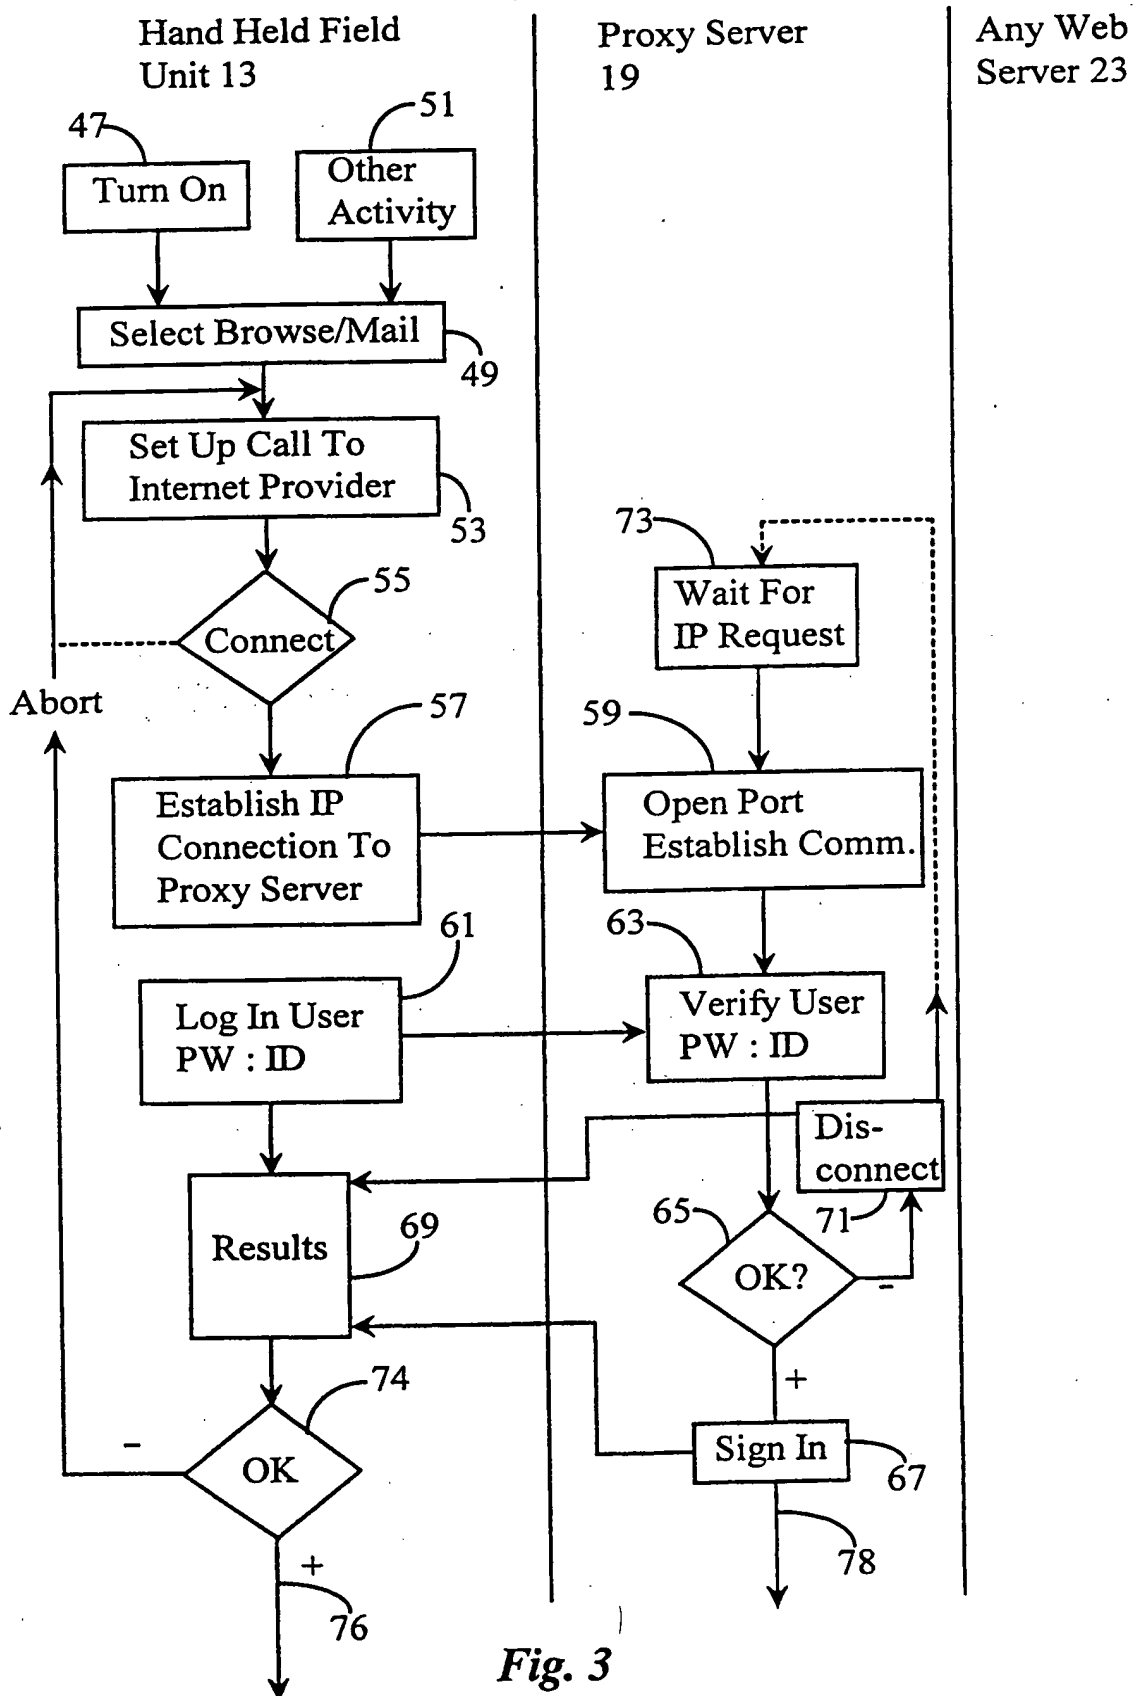 Hand Held Field
Unit 13
Proxy Server
19
Any Web
Server 23
47
51
Turn On
Other
Activity
Select Browse/Mail
49
Set Up Call To
Internet Provider
53
73
55
Wait For
IP Request
Connect
Abort
57
59
Establish IP
Connection To
Proxy Server
Open Port
Establish Comm.
61
63
Log In User
PW : ID
Verify User
PW : ID
Dis-
connect
71
65
Results
69
OK?
-
+
74
-
OK
Sign In
67
78
+
76
Fig. 3